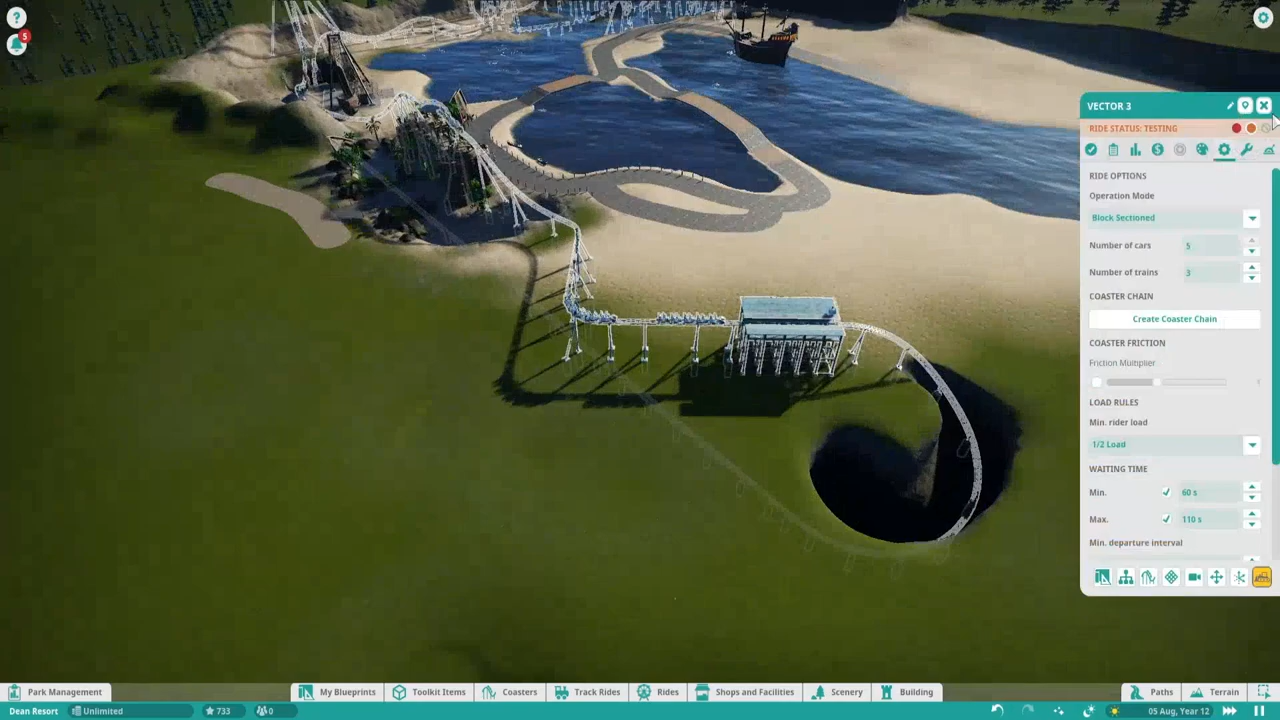 ?
5
VECTOR 3
RIDE STATUS: TESTING
RIDE OPTIONS
Operation Mode
Block Sectioned
Number of cars 5
Number of trains 3
COASTER CHAIN
Create Coaster Chain
COASTER FRICTION
Friction Multiplier
1
LOAD RULES
Min. rider load
1/2 Load
WAITING TIME
Min. 60 s
Max. 110 s
Min. departure interval
Park Management My Blueprints Toolkit Items Coasters Track Rides Rides Shops and Facilities Scenery Building Paths Terrain
Dean Resort Unlimited 733 0 05 Aug, Year 12